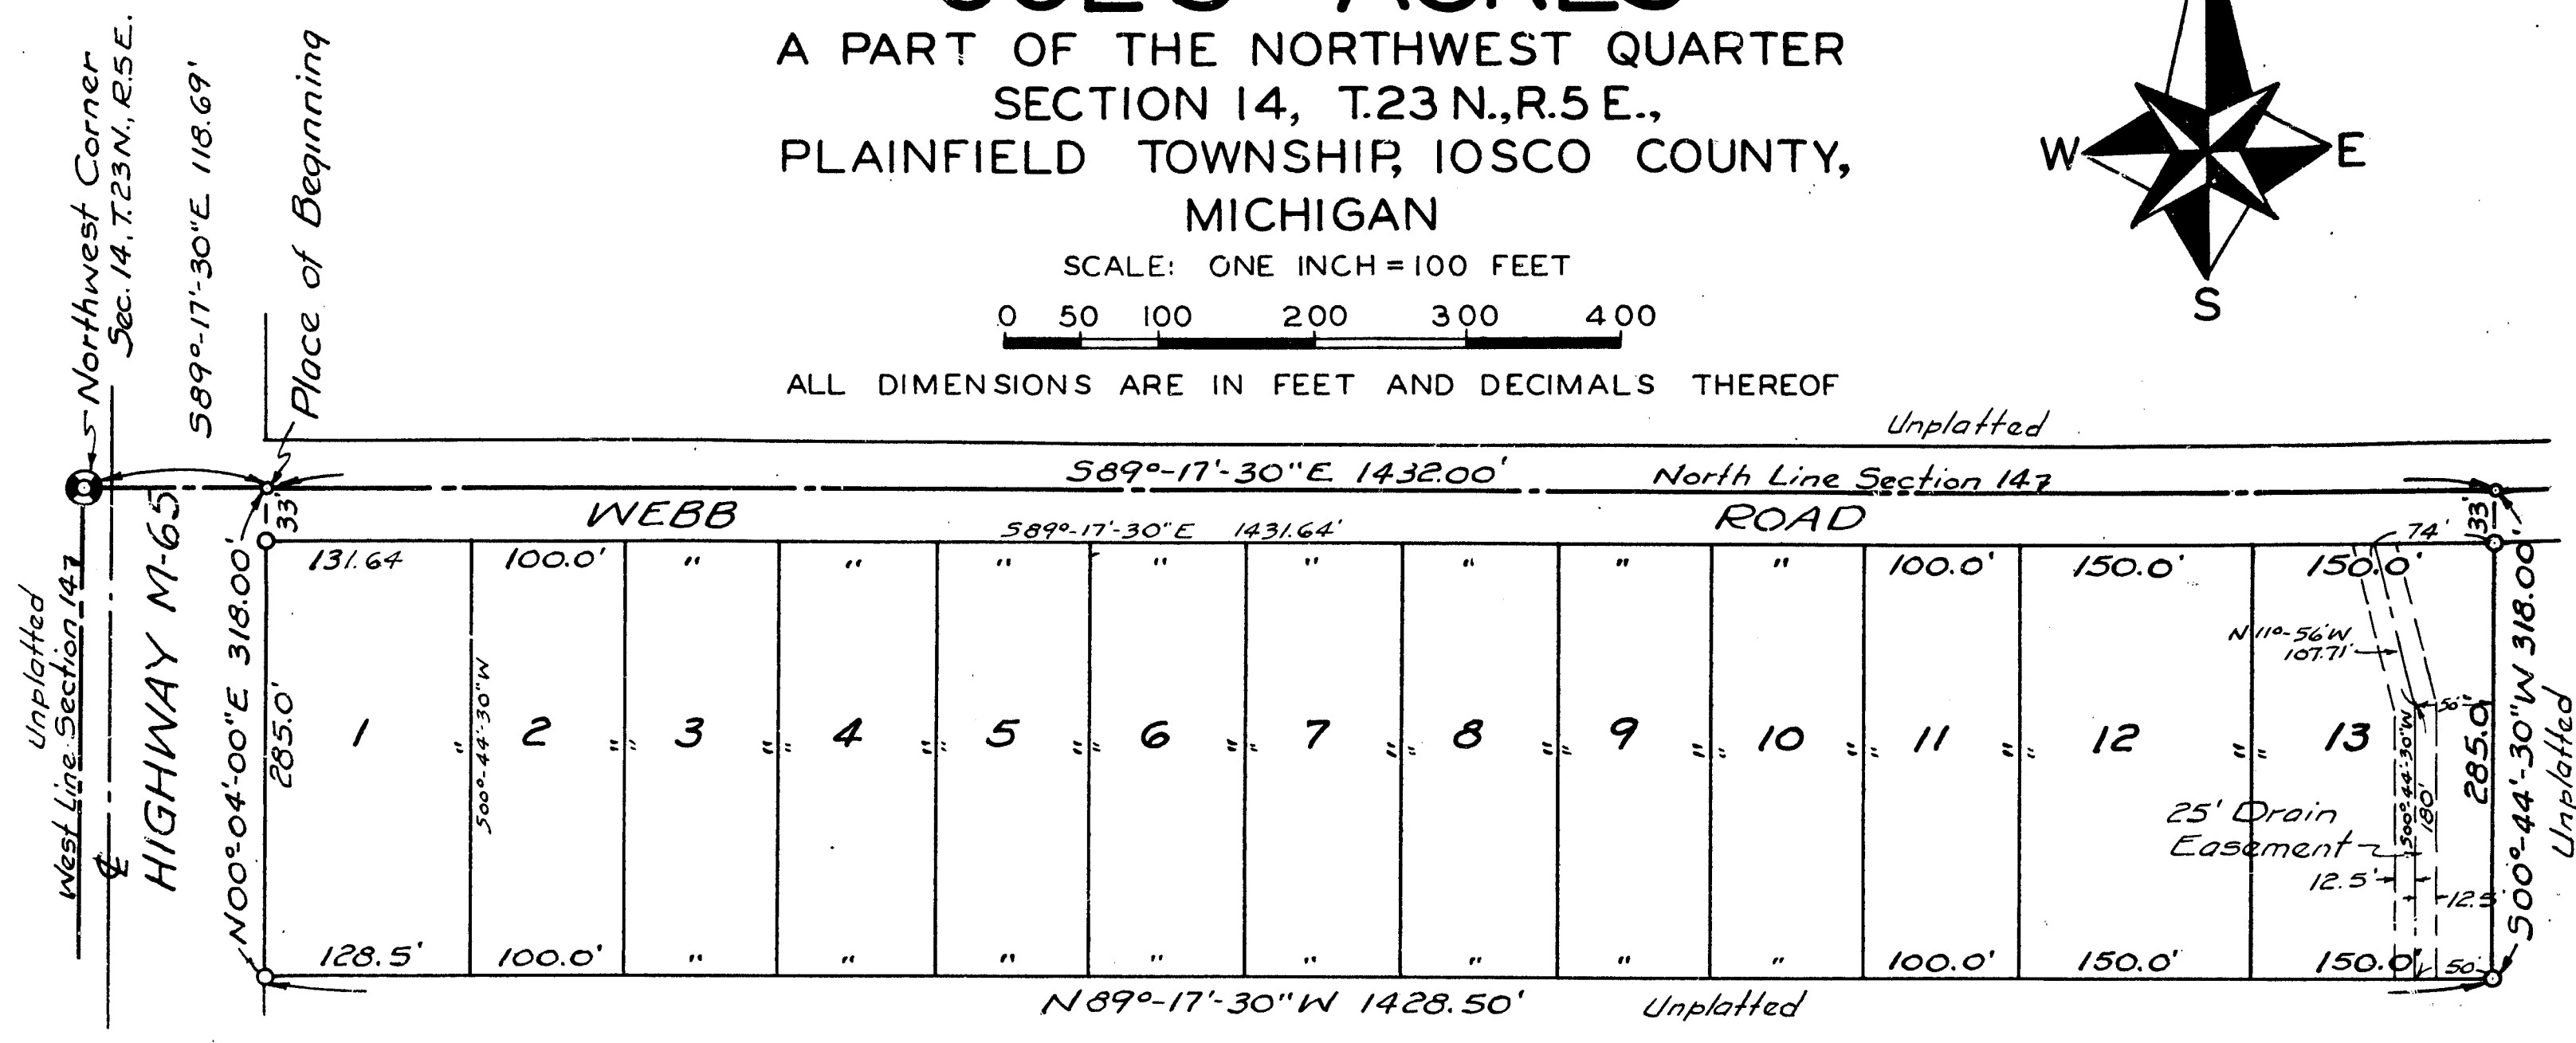 A PART OF THE NORTHWEST QUARTER
SECTION 14, T.23 N., R.5 E.,
PLAINFIELD TOWNSHIP, IOSCO COUNTY,
MICHIGAN
SCALE: ONE INCH = 100 FEET
0 50 100 200 300 400
ALL DIMENSIONS ARE IN FEET AND DECIMALS THEREOF
W E
S
Northwest Corner
Sec. 14, T.23N., R.5E.
S89°-17'-30"E 118.69'
Place of Beginning
Unplatted
S89°-17'-30"E 1432.00'
North Line Section 14
33'
WEBB ROAD
33'
S89°-17'-30"E 1431.64'
74'
131.64 100.0' " " " " " " " " 100.0' 150.0' 150.0'
Unplatted
West Line Section 14
HIGHWAY M-65
N00°-04'-00"E 318.00'
285.0'
S00°-44'-30"W
1 " 2 " " 3 " " 4 " " 5 " " 6 " " 7 " " 8 " " 9 " " 10 " " 11 " " 12 " " 13
N11°-56'W
107.71'
50'
S00°-44'-30"W
180'
25' Drain
Easement
12.5'
12.5'
285.0'
S00°-44'-30"W 318.00'
Unplatted
128.5' 100.0' " " " " " " " " 100.0' 150.0' 150.0' 50'
N89°-17'-30"W 1428.50'
Unplatted